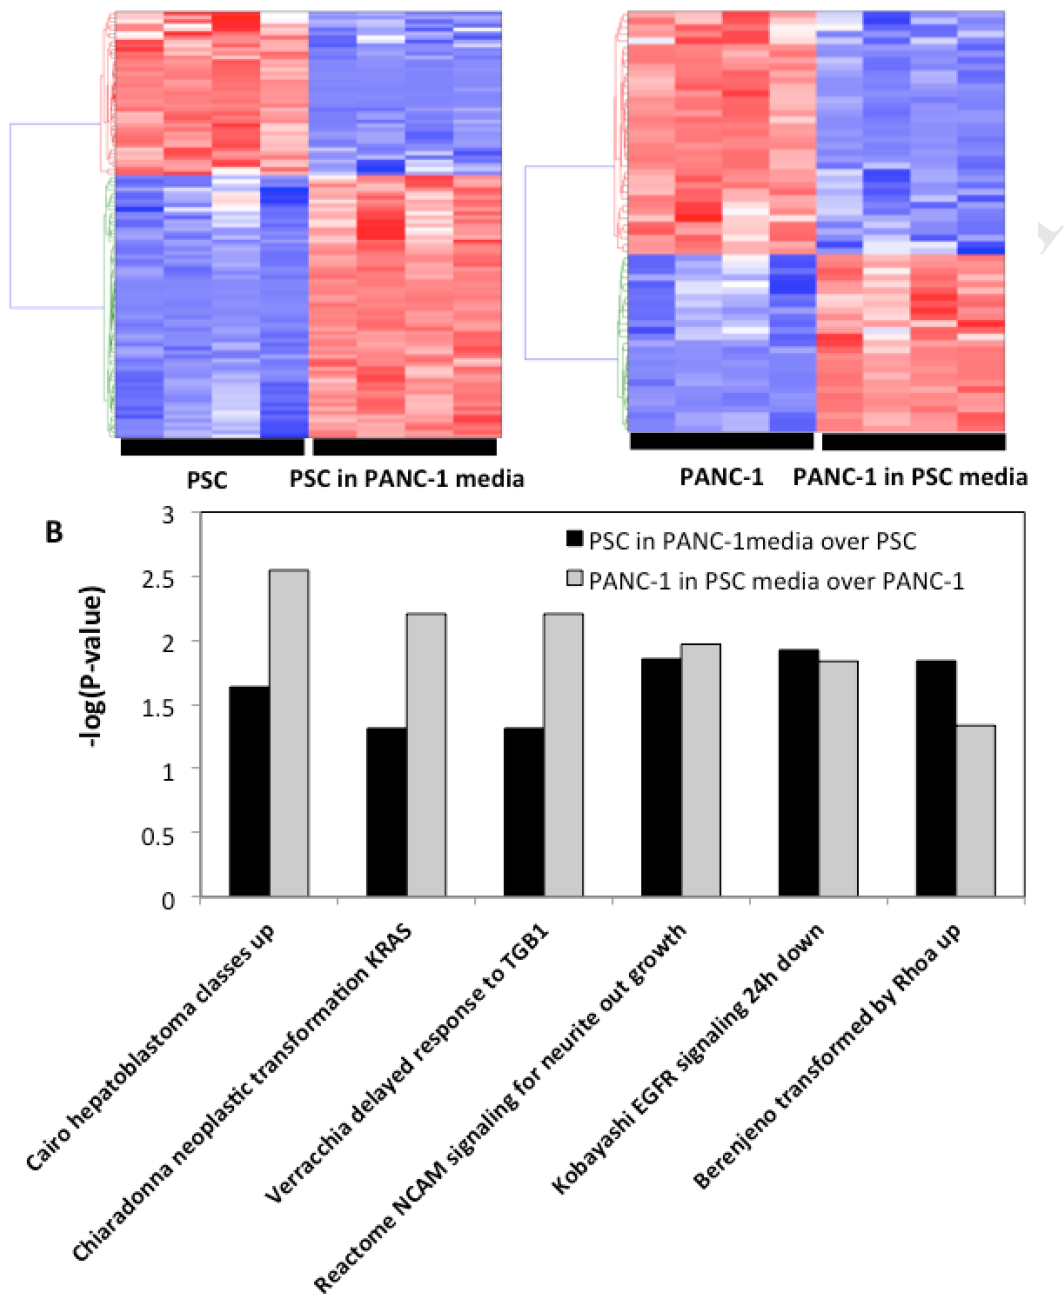 PSC
PSC in PANC-1 media
PANC-1
PANC-1 in PSC media
B
3
2.5
2
1.5
1
0.5
0
-log(P-value)
PSC in PANC-1media over PSC
PANC-1 in PSC media over PANC-1
Cairo hepatoblastoma classes up
Chiaradonna neoplastic transformation KRAS
Verracchia delayed response to TGB1
Reactome NCAM signaling for neurite out growth
Kobayashi EGFR signaling 24h down
Berenjeno transformed by Rhoa up